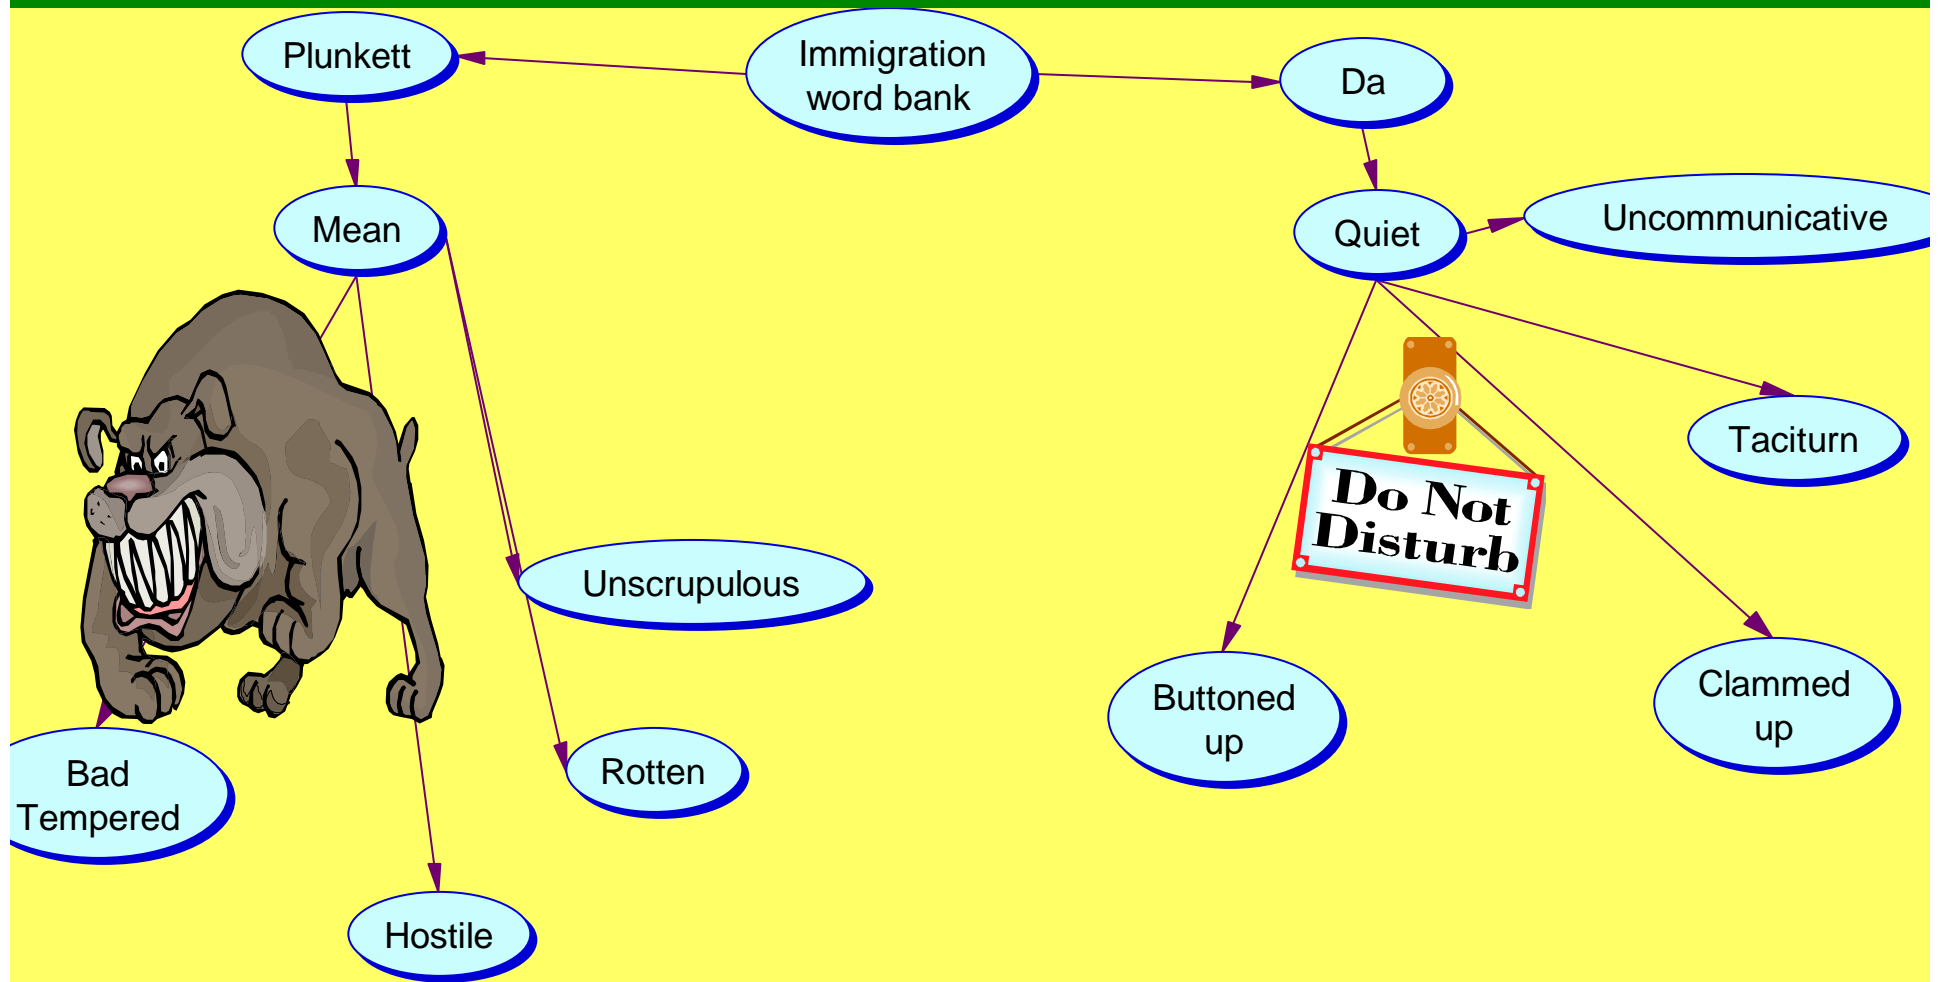 Plunkett
Immigration
word bank
Da
Mean
Quiet
Uncommunicative
Taciturn
Do Not
Disturb
Unscrupulous
Buttoned
up
Clammed
up
Rotten
Bad
Tempered
Hostile